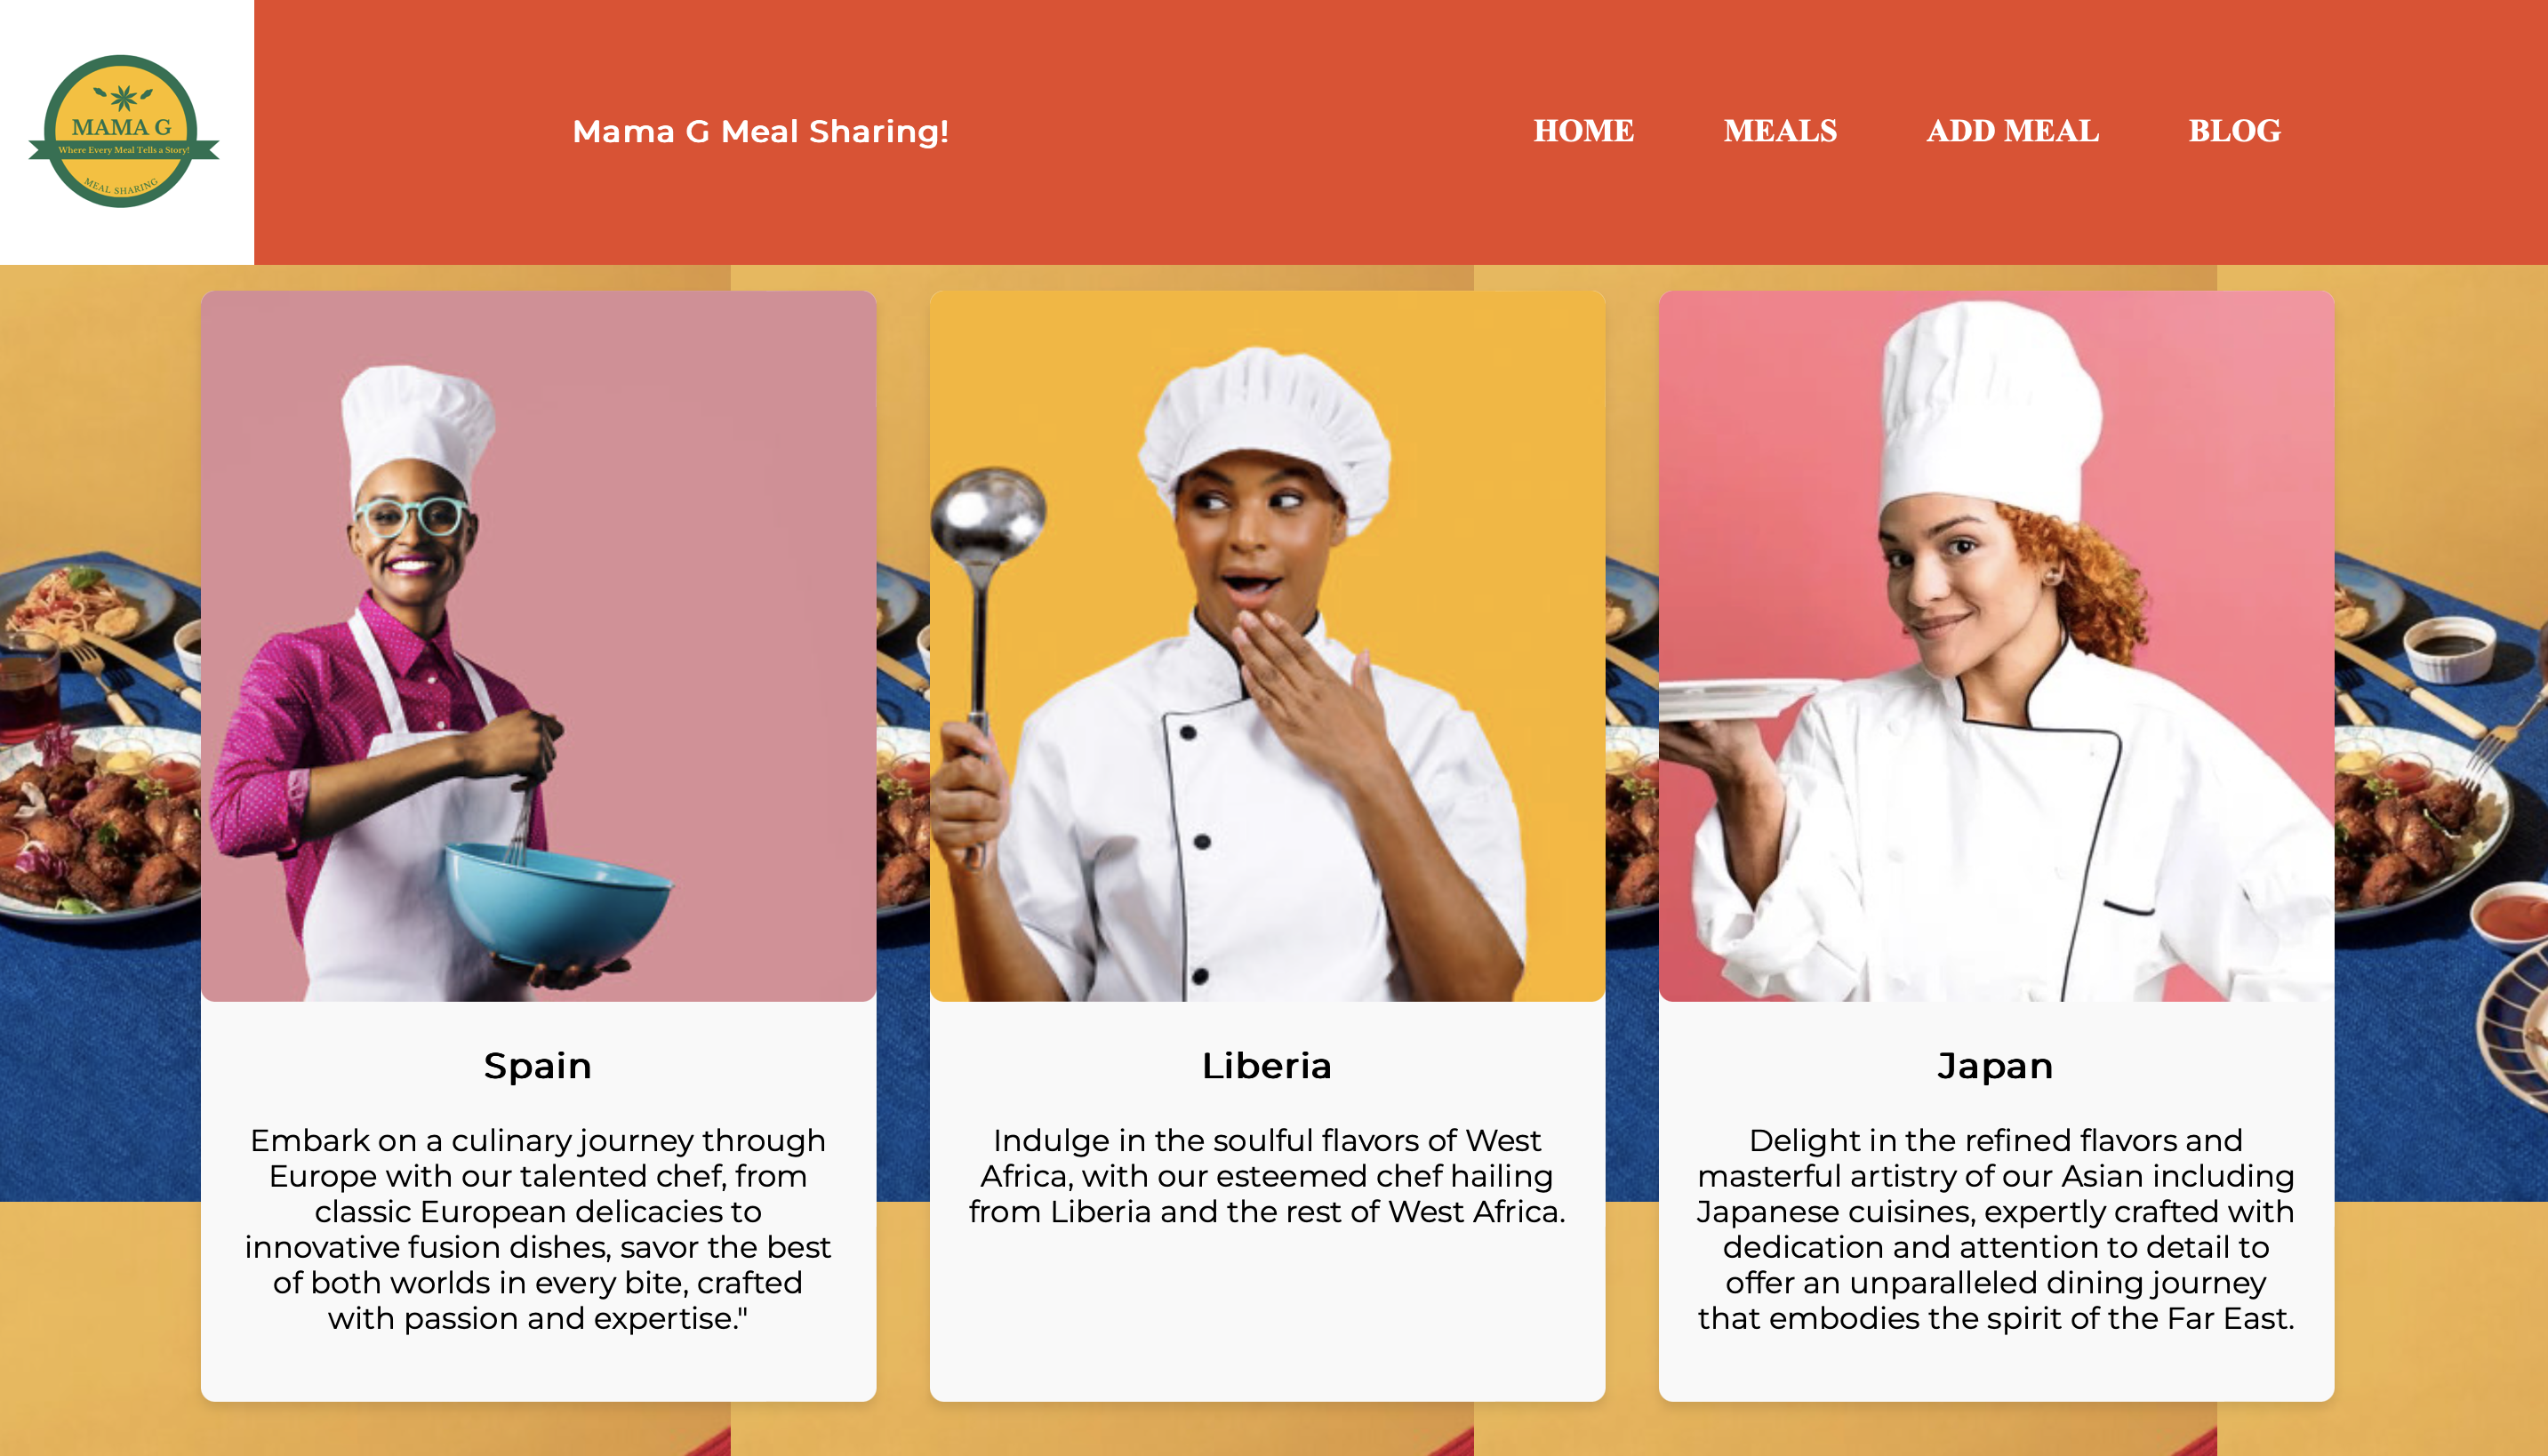 MAMA G
Where Every Meal Tells a Story!
MEAL SHARING
Mama G Meal Sharing!
HOME
MEALS
ADD MEAL
BLOG
Spain
Embark on a culinary journey through
Europe with our talented chef, from
classic European delicacies to
innovative fusion dishes, savor the best
of both worlds in every bite, crafted
with passion and expertise."
Liberia
Indulge in the soulful flavors of West
Africa, with our esteemed chef hailing
from Liberia and the rest of West Africa.
Japan
Delight in the refined flavors and
masterful artistry of our Asian including
Japanese cuisines, expertly crafted with
dedication and attention to detail to
offer an unparalleled dining journey
that embodies the spirit of the Far East.